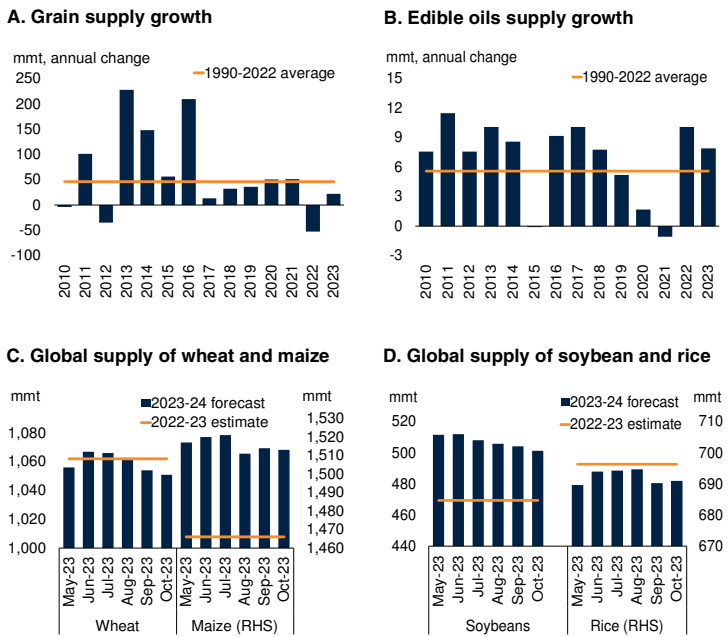 A. Grain supply growth
mmt, annual change
1990-2022 average
250
200
150
100
50
0
-50
-100
2010
2011
2012
2013
2014
2015
2016
2017
2018
2019
2020
2021
2022
2023
B. Edible oils supply growth
mmt, annual change
1990-2022 average
15
12
9
6
3
0
-3
2010
2011
2012
2013
2014
2015
2016
2017
2018
2019
2020
2021
2022
2023
C. Global supply of wheat and maize
mmt
mmt
2023-24 forecast
2022-23 estimate
1,080
1,060
1,040
1,020
1,000
1,530
1,520
1,510
1,500
1,490
1,480
1,470
1,460
May-23
Jun-23
Jul-23
Aug-23
Sep-23
Oct-23
May-23
Jun-23
Jul-23
Aug-23
Sep-23
Oct-23
Wheat
Maize (RHS)
D. Global supply of soybean and rice
mmt
mmt
2023-24 forecast
2022-23 estimate
520
500
480
460
440
710
700
690
680
670
May-23
Jun-23
Jul-23
Aug-23
Sep-23
Oct-23
May-23
Jun-23
Jul-23
Aug-23
Sep-23
Oct-23
Soybeans
Rice (RHS)